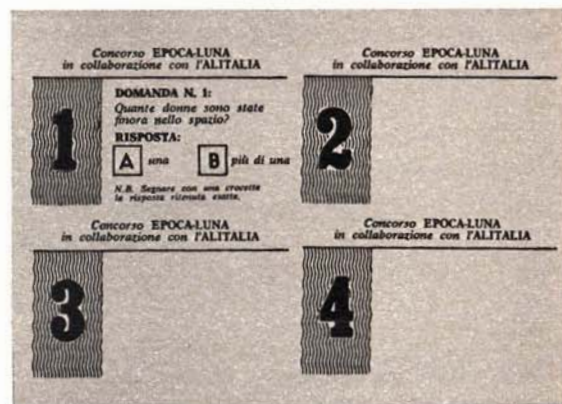 Concorso EPOCA-LUNA
in collaborazione con l'ALITALIA
1
DOMANDA N. 1:
Quante donne sono state
finora nello spazio?
RISPOSTA:
A una B più di una
N.B. Segnare con una crocetta
la risposta ritenuta esatta.
Concorso EPOCA-LUNA
in collaborazione con l'ALITALIA
2
Concorso EPOCA-LUNA
in collaborazione con l'ALITALIA
3
Concorso EPOCA-LUNA
in collaborazione con l'ALITALIA
4